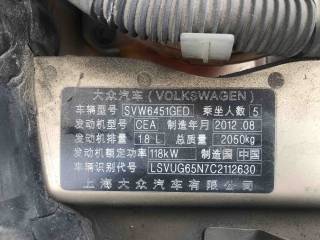 大众汽车(VOLKSWAGEN)
车辆型号 SVW6451GED 乘坐人数 5
发动机型号 CEA 制造年月 2012.08
发动机排量 1.8 L 总质量 2050kg
发动机额定功率 118kW 制造国 中国
车辆识别代号 LSVUG65N7C2112630
上海大众汽车有限公司